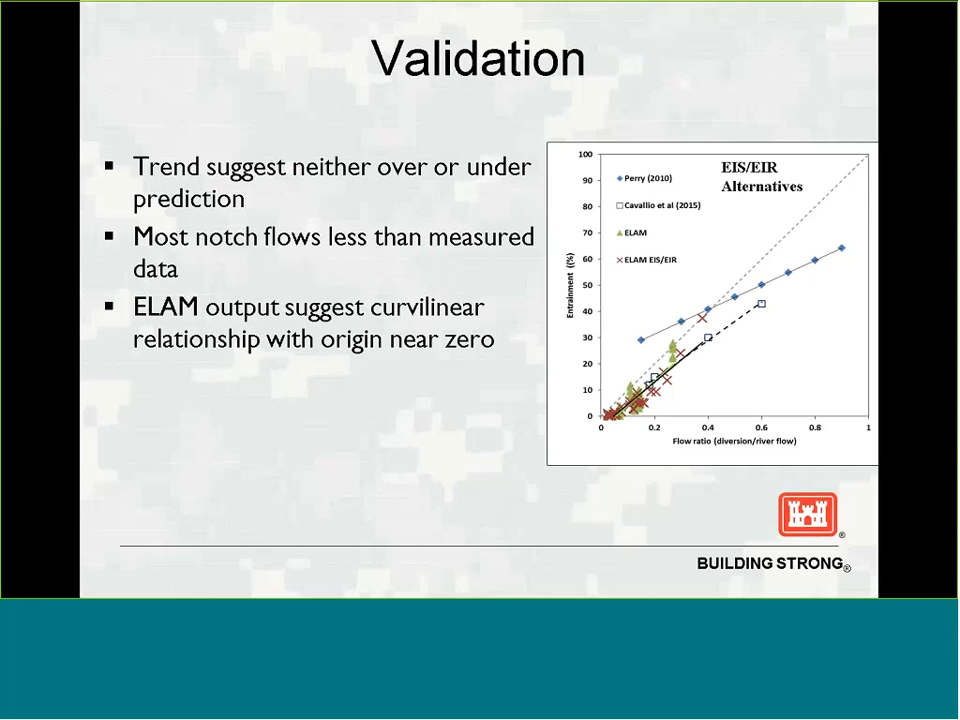 Validation
▪ Trend suggest neither over or under
prediction
▪ Most notch flows less than measured
data
▪ ELAM output suggest curvilinear
relationship with origin near zero
EIS/EIR
Alternatives
Perry (2010)
Cavallio et al (2015)
ELAM
ELAM EIS/EIR
Entrainment ((%)
100
90
80
70
60
50
40
30
20
10
0
0 0.2 0.4 0.6 0.8 1
Flow ratio (diversion/river flow)
®
BUILDING STRONG®